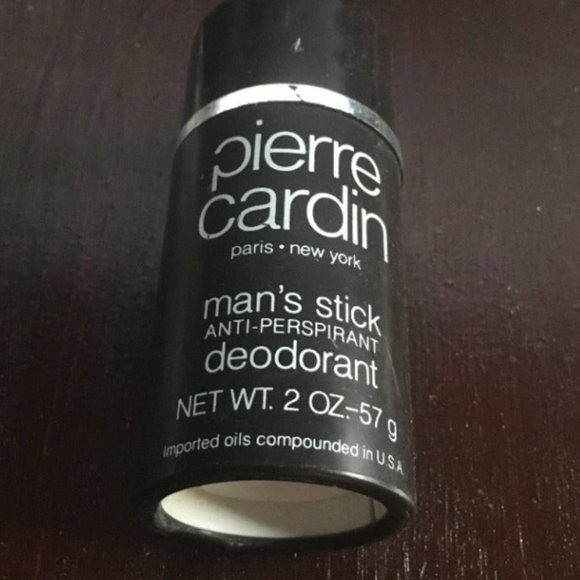 pierre
cardin
paris • new york
man's stick
ANTI-PERSPIRANT
deodorant
NET WT. 2 OZ.-57 g
Imported oils compounded in U.S.A.